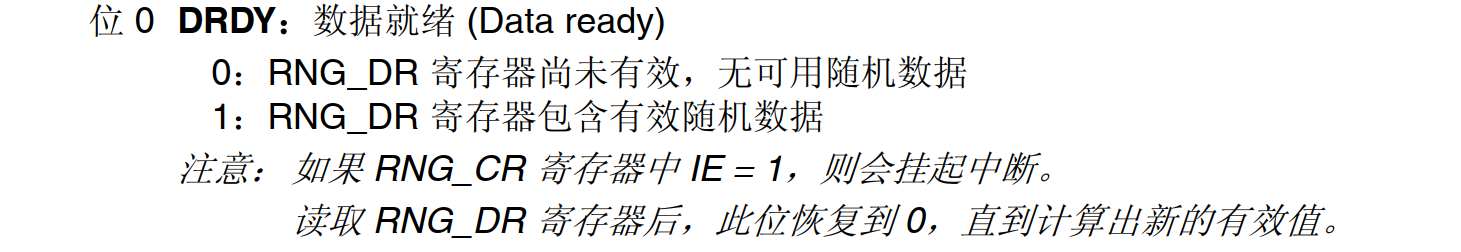 位 0 DRDY：数据就绪 (Data ready)
0：RNG_DR 寄存器尚未有效，无可用随机数据
1：RNG_DR 寄存器包含有效随机数据
注意： 如果 RNG_CR 寄存器中 IE = 1，则会挂起中断。
读取 RNG_DR 寄存器后，此位恢复到 0，直到计算出新的有效值。